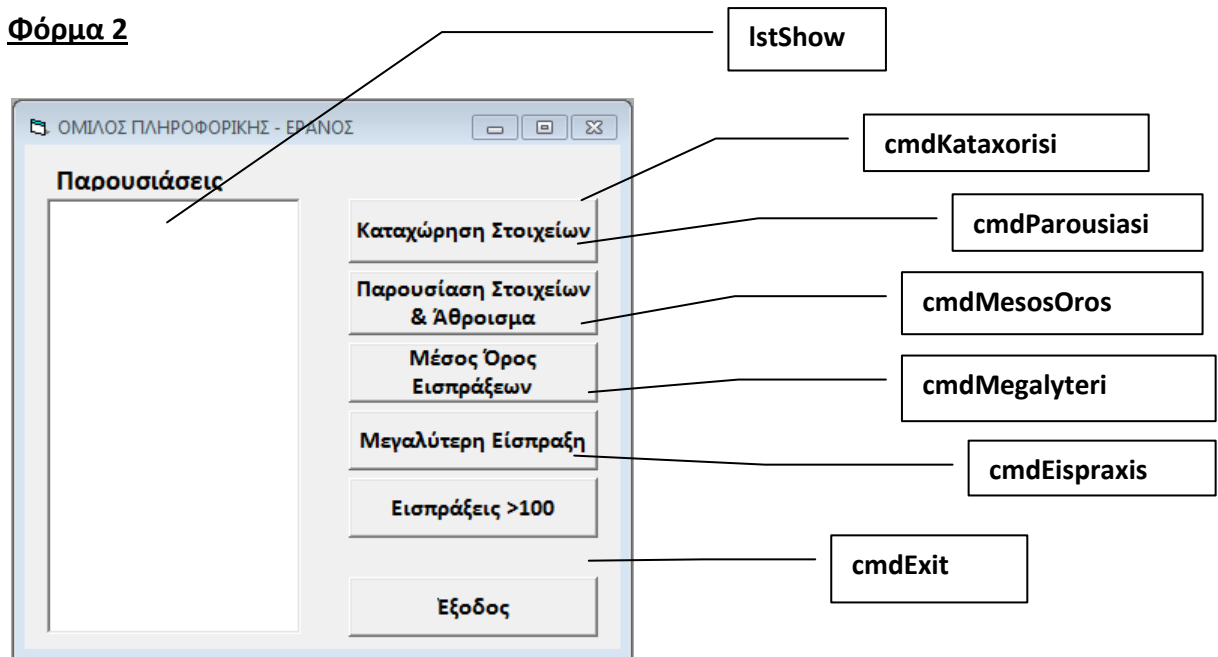 Φόρμα 2
lstShow
ΟΜΙΛΟΣ ΠΛΗΡΟΦΟΡΙΚΗΣ - ΕΡΑΝΟΣ
Παρουσιάσεις
Καταχώρηση Στοιχείων
Παρουσίαση Στοιχείων
& Άθροισμα
Μέσος Όρος
Εισπράξεων
Μεγαλύτερη Είσπραξη
Εισπράξεις >100
Έξοδος
cmdKataxorisi
cmdParousiasi
cmdMesosOros
cmdMegalyteri
cmdEispraxis
cmdExit